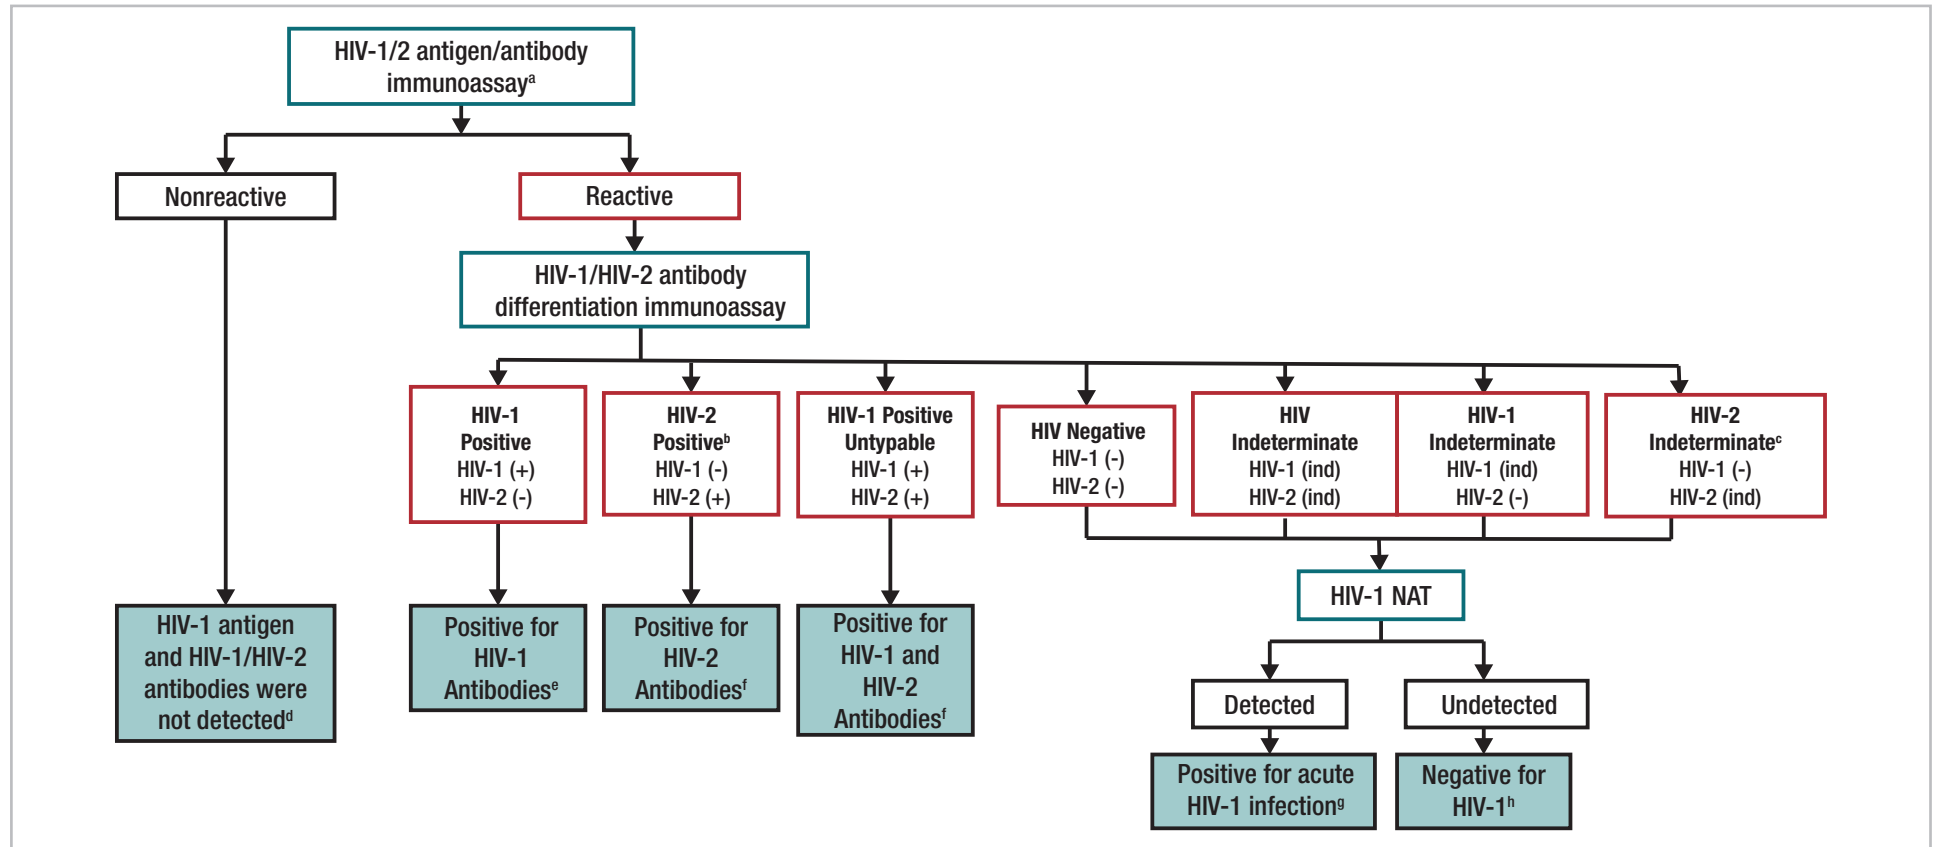 HIV-1/2 antigen/antibody
immunoassayᵃ
Nonreactive
Reactive
HIV-1/HIV-2 antibody
differentiation immunoassay
HIV-1
Positive
HIV-1 (+)
HIV-2 (-)
HIV-2
Positiveᵇ
HIV-1 (-)
HIV-2 (+)
HIV-1 Positive
Untypable
HIV-1 (+)
HIV-2 (+)
HIV Negative
HIV-1 (-)
HIV-2 (-)
HIV
Indeterminate
HIV-1 (ind)
HIV-2 (ind)
HIV-1
Indeterminate
HIV-1 (ind)
HIV-2 (-)
HIV-2
Indeterminateᶜ
HIV-1 (-)
HIV-2 (ind)
HIV-1 NAT
HIV-1 antigen
and HIV-1/HIV-2
antibodies were
not detectedᵈ
Positive for
HIV-1
Antibodiesᵉ
Positive for
HIV-2
Antibodiesᶠ
Positive for
HIV-1 and
HIV-2
Antibodiesᶠ
Detected
Undetected
Positive for acute
HIV-1 infectionᵍ
Negative for
HIV-1ʰ